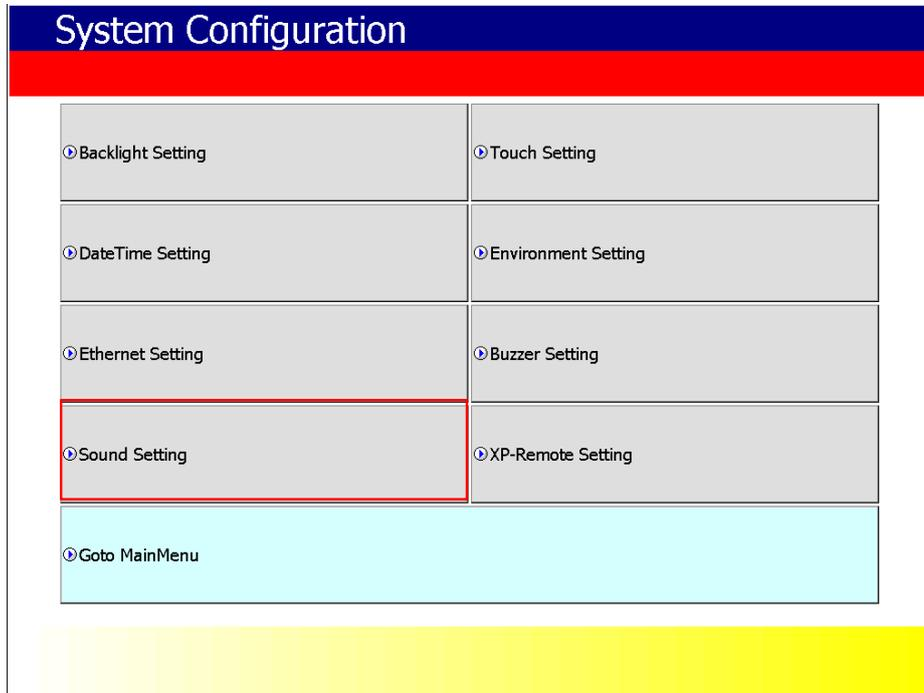 System Configuration
Backlight Setting
Touch Setting
DateTime Setting
Environment Setting
Ethernet Setting
Buzzer Setting
Sound Setting
XP-Remote Setting
Goto MainMenu